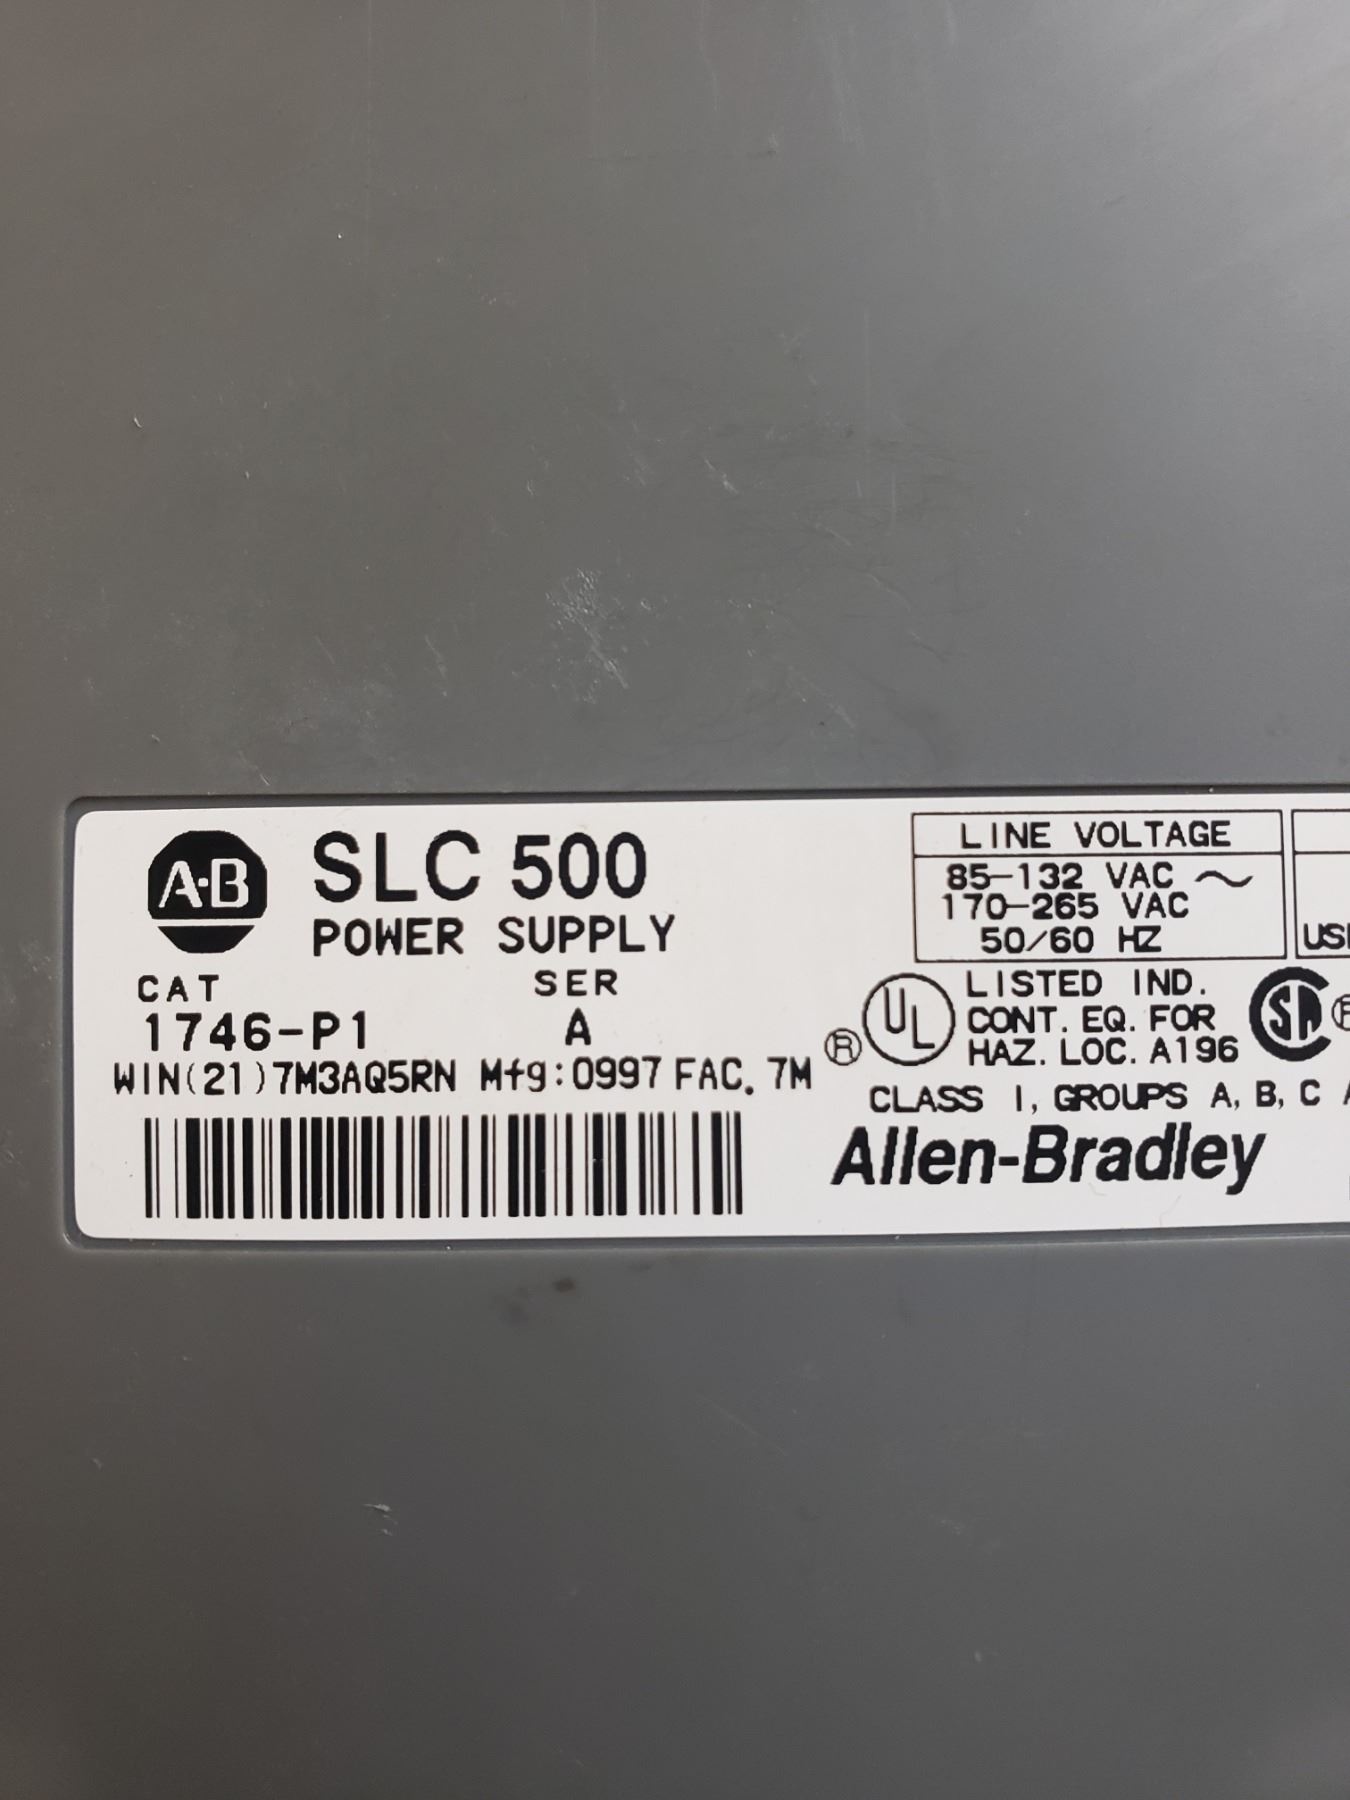 A·B
SLC 500
POWER SUPPLY
CAT SER
1746-P1 A
WIN(21)7M3AQ5RN Mfg:0997 FAC. 7M
LINE VOLTAGE
85-132 VAC ~
170-265 VAC
50/60 HZ
® UL LISTED IND.
CONT. EQ. FOR
HAZ. LOC. A196
SA ®
CLASS I, GROUPS A, B, C
Allen-Bradley